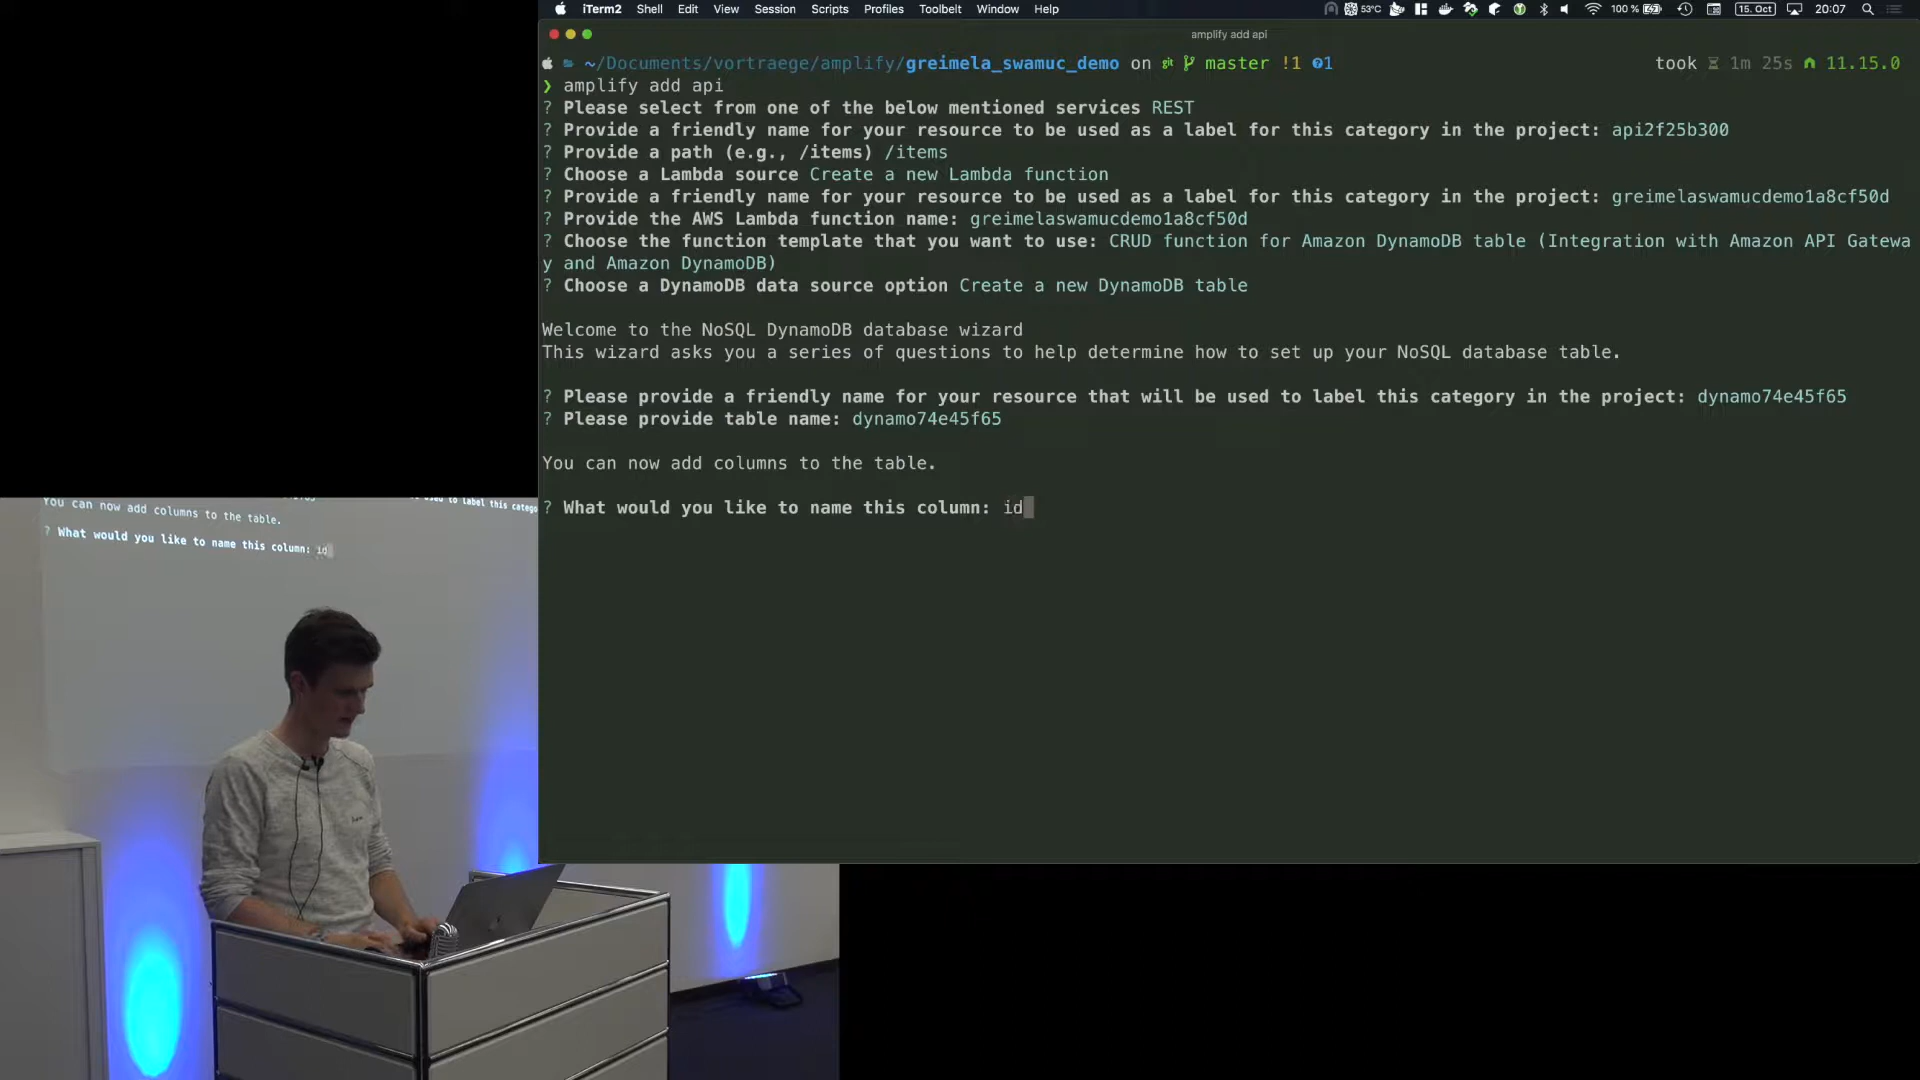 iTerm2 Shell Edit View Session Scripts Profiles Toolbelt Window Help 53°C 100 % 15. Oct 20:07
amplify add api
~/Documents/vortraege/amplify/greimela_swamuc_demo on git master !1 ?1 took 1m 25s 11.15.0
❯ amplify add api
? Please select from one of the below mentioned services REST
? Provide a friendly name for your resource to be used as a label for this category in the project: api2f25b300
? Provide a path (e.g., /items) /items
? Choose a Lambda source Create a new Lambda function
? Provide a friendly name for your resource to be used as a label for this category in the project: greimelaswamucdemo1a8cf50d
? Provide the AWS Lambda function name: greimelaswamucdemo1a8cf50d
? Choose the function template that you want to use: CRUD function for Amazon DynamoDB table (Integration with Amazon API Gatewa
y and Amazon DynamoDB)
? Choose a DynamoDB data source option Create a new DynamoDB table
Welcome to the NoSQL DynamoDB database wizard
This wizard asks you a series of questions to help determine how to set up your NoSQL database table.
? Please provide a friendly name for your resource that will be used to label this category in the project: dynamo74e45f65
? Please provide table name: dynamo74e45f65
You can now add columns to the table.
? What would you like to name this column: id
used to label this catego
You can now add columns to the table.
? What would you like to name this column: id